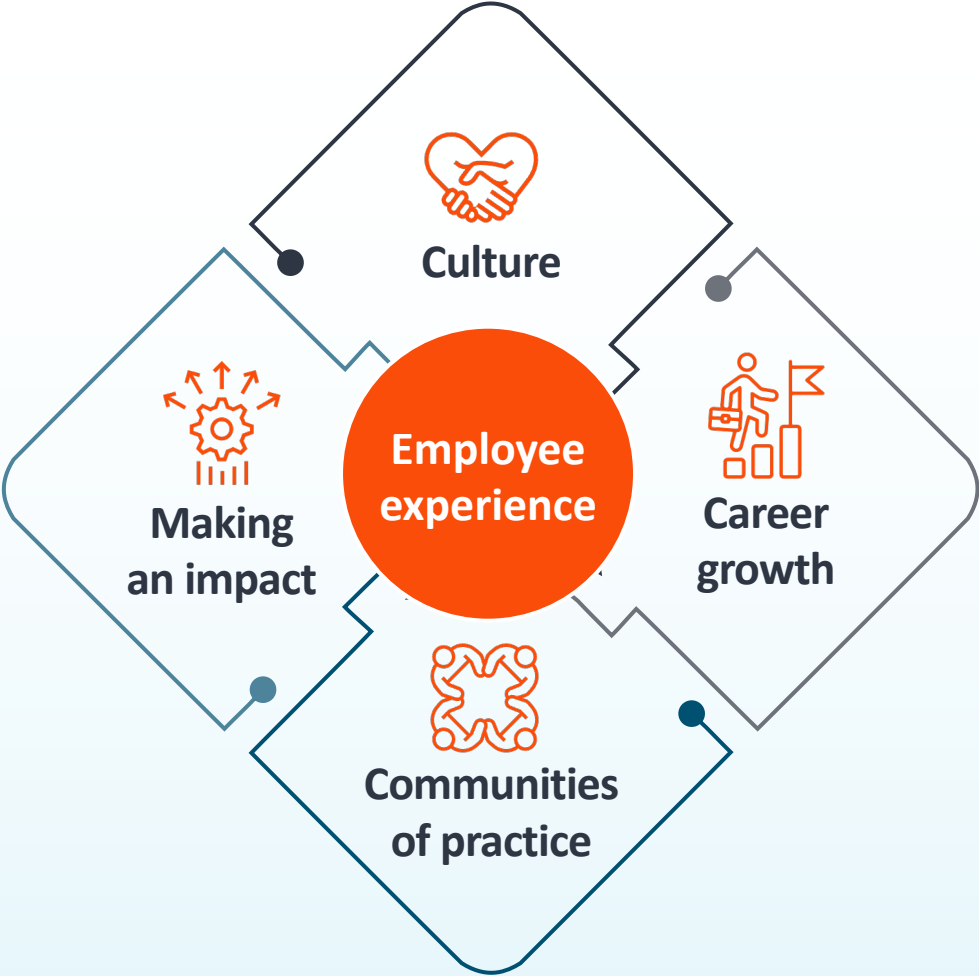 Culture
Employee
experience
Making
an impact
Career
growth
Communities
of practice